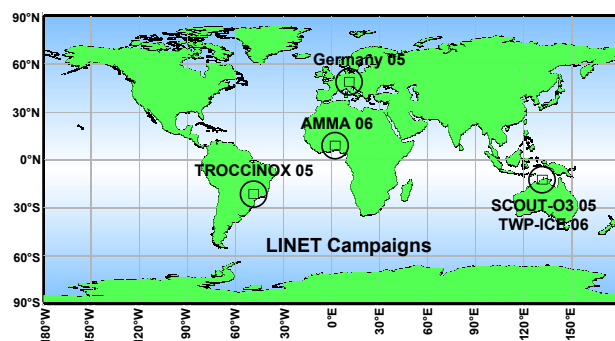 90°N
Germany 05
60°N
30°N
AMMA 06
0°N
TROCCINOX 05
30°S
SCOUT-O3 05
TWP-ICE 06
60°S
LINET Campaigns
90°S
180°W
150°W
120°W
90°W
60°W
30°W
0°E
30°E
60°E
90°E
120°E
150°E